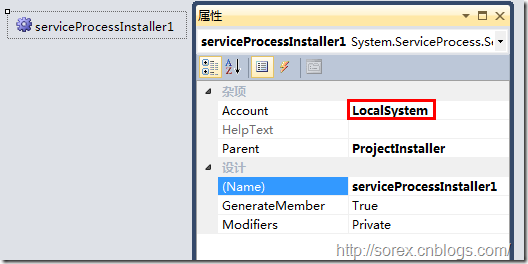 serviceProcessInstaller1
属性
serviceProcessInstaller1 System.ServiceProcess.Se
杂项
Account LocalSystem
HelpText
Parent ProjectInstaller
设计
(Name) serviceProcessInstaller1
GenerateMember True
Modifiers Private
http://sorex.cnblogs.com/